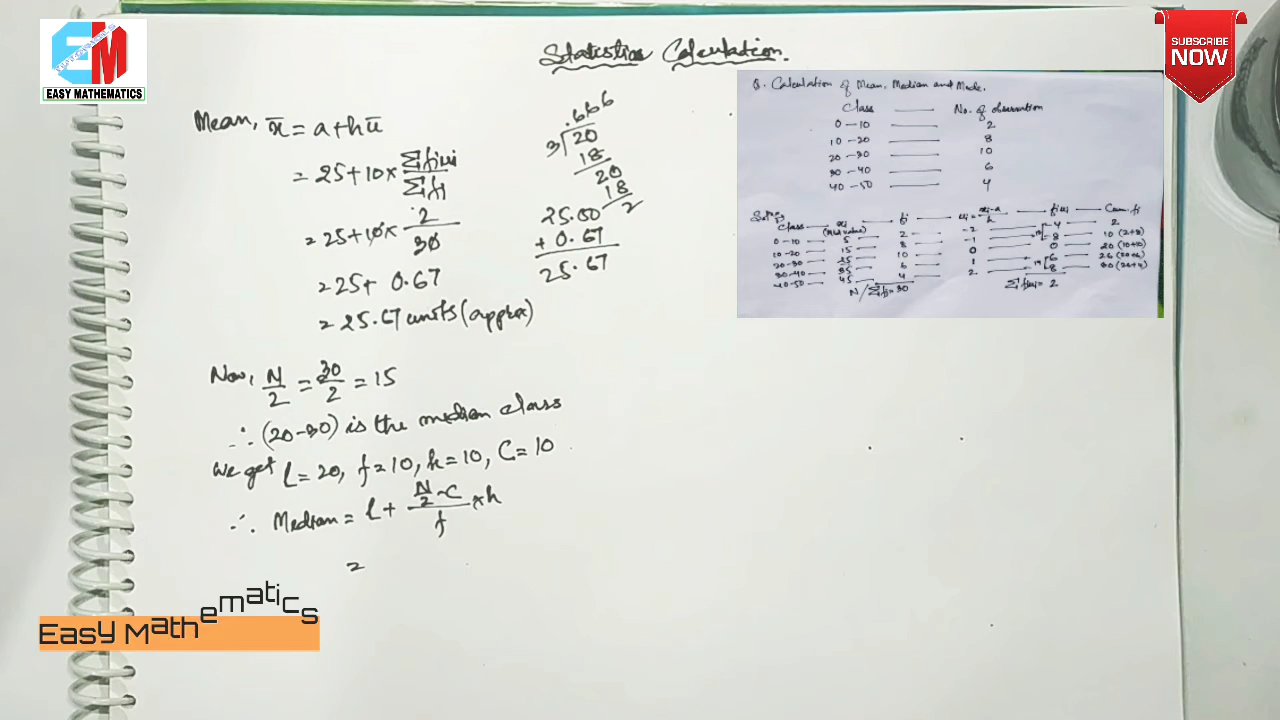 EM
EASY MATHEMATICS
SUBSCRIBE
NOW
Statistics Calculation.
Mean, x̄ = a + hū
= 25 + 10 × Σfiui / Σfi
= 25 + 10 × 2 / 30
= 25 + 0.67
= 25.67 units (approx)
.666
3 20
18
20
18
2
25.00
+ 0.67
25.67
Now, N/2 = 30/2 = 15
∴ (20-30) is the median class
We get l = 20, f = 10, h = 10, C = 10
∴ Median = l + (N/2 - C)/f × h
=
Q. Calculation of Mean, Median and Mode.
Class — No. of observation
0-10 — 2
10-20 — 8
20-30 — 10
30-40 — 6
40-50 — 4
Class — xi (Mid value) — fi — ui = (xi-a)/h — fiui — Cum. fi
0-10 — 5 — 2 — -2 — -4 — 2
10-20 — 15 — 8 — -1 — -8 — 10 (2+8)
20-30 — 25 — 10 — 0 — 0 — 20 (10+10)
30-40 — 35 — 6 — 1 — 6 — 26 (20+6)
40-50 — 45 — 4 — 2 — 8 — 30 (26+4)
N/Σfi = 30 Σfiui = 2
Easy Mathematics